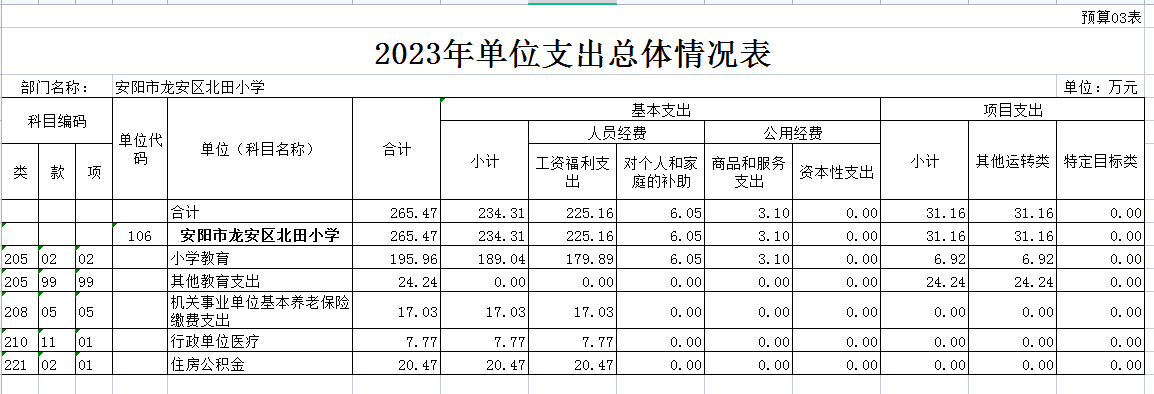 预算03表
2023年单位支出总体情况表
部门名称： 安阳市龙安区北田小学 单位：万元
科目编码 单位代码 单位（科目名称） 合计 基本支出 项目支出
小计 人员经费 公用经费 小计 其他运转类 特定目标类
类 款 项 工资福利支出 对个人和家庭的补助 商品和服务支出 资本性支出
合计 265.47 234.31 225.16 6.05 3.10 0.00 31.16 31.16 0.00
106 安阳市龙安区北田小学 265.47 234.31 225.16 6.05 3.10 0.00 31.16 31.16 0.00
205 02 02 小学教育 195.96 189.04 179.89 6.05 3.10 0.00 6.92 6.92 0.00
205 99 99 其他教育支出 24.24 0.00 0.00 0.00 0.00 0.00 24.24 24.24 0.00
208 05 05 机关事业单位基本养老保险缴费支出 17.03 17.03 17.03 0.00 0.00 0.00 0.00 0.00 0.00
210 11 01 行政单位医疗 7.77 7.77 7.77 0.00 0.00 0.00 0.00 0.00 0.00
221 02 01 住房公积金 20.47 20.47 20.47 0.00 0.00 0.00 0.00 0.00 0.00